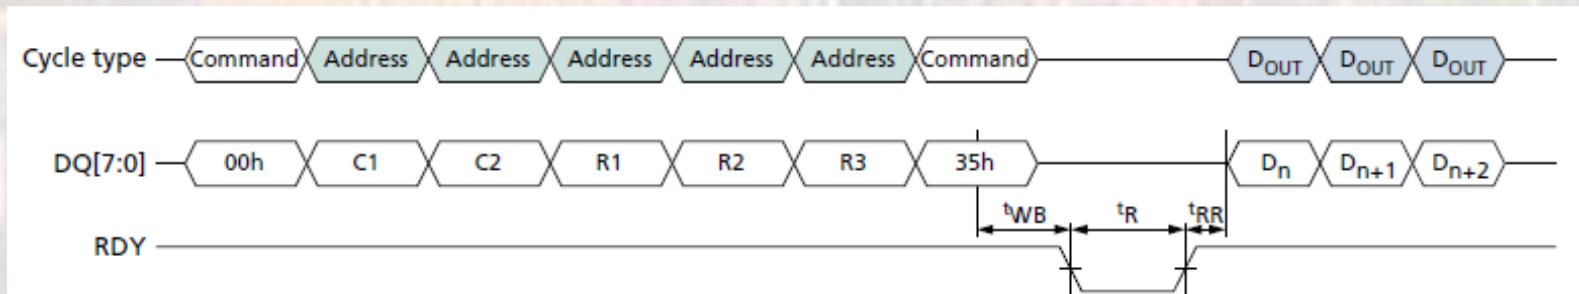 Cycle type Command Address Address Address Address Address Command DOUT DOUT DOUT
DQ[7:0] 00h C1 C2 R1 R2 R3 35h Dn Dn+1 Dn+2
tWB tR tRR
RDY